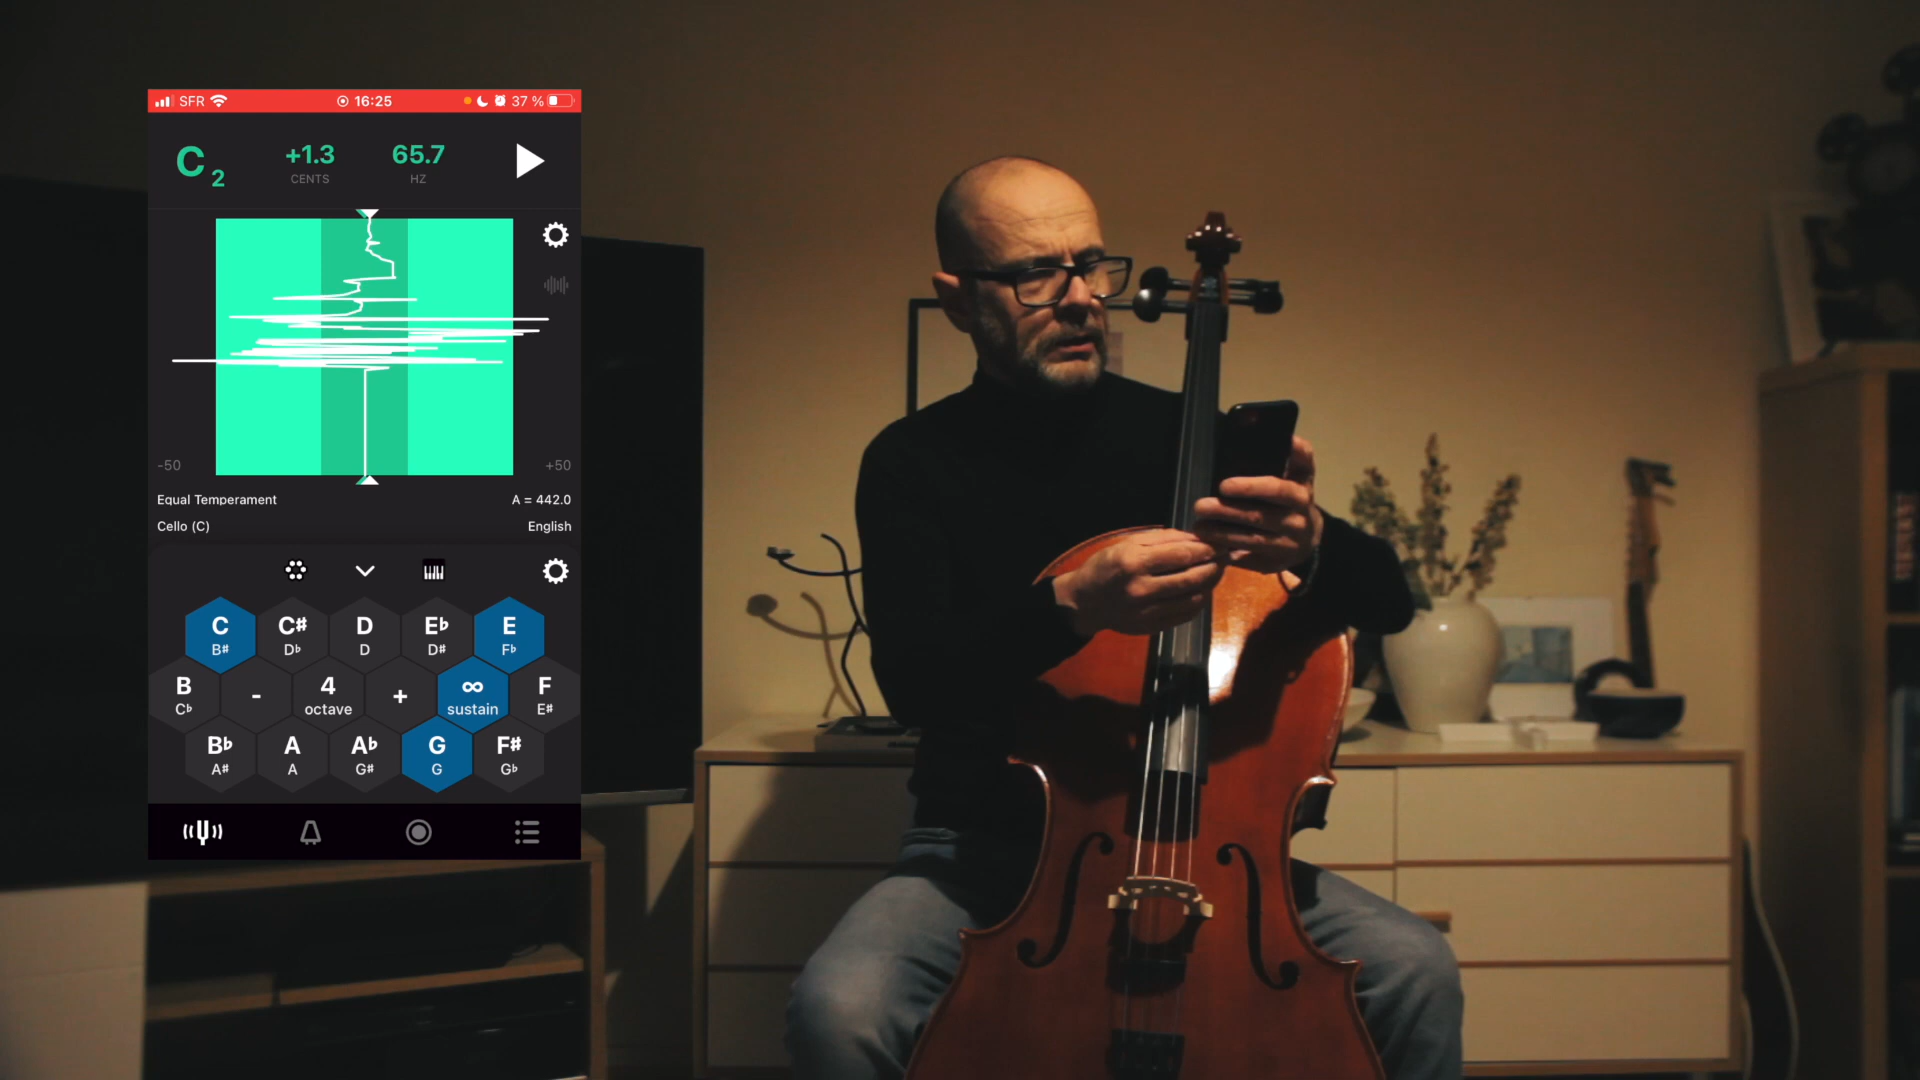 SFR 16:25 37 %
C2 +1.3 65.7
CENTS HZ
-50 +50
Equal Temperament A = 442.0
Cello (C) English
C C# D E♭ E
B# D♭ D D# F♭
B - 4 + ∞ F
C♭ octave sustain E#
B♭ A A♭ G F#
A# A G# G G♭